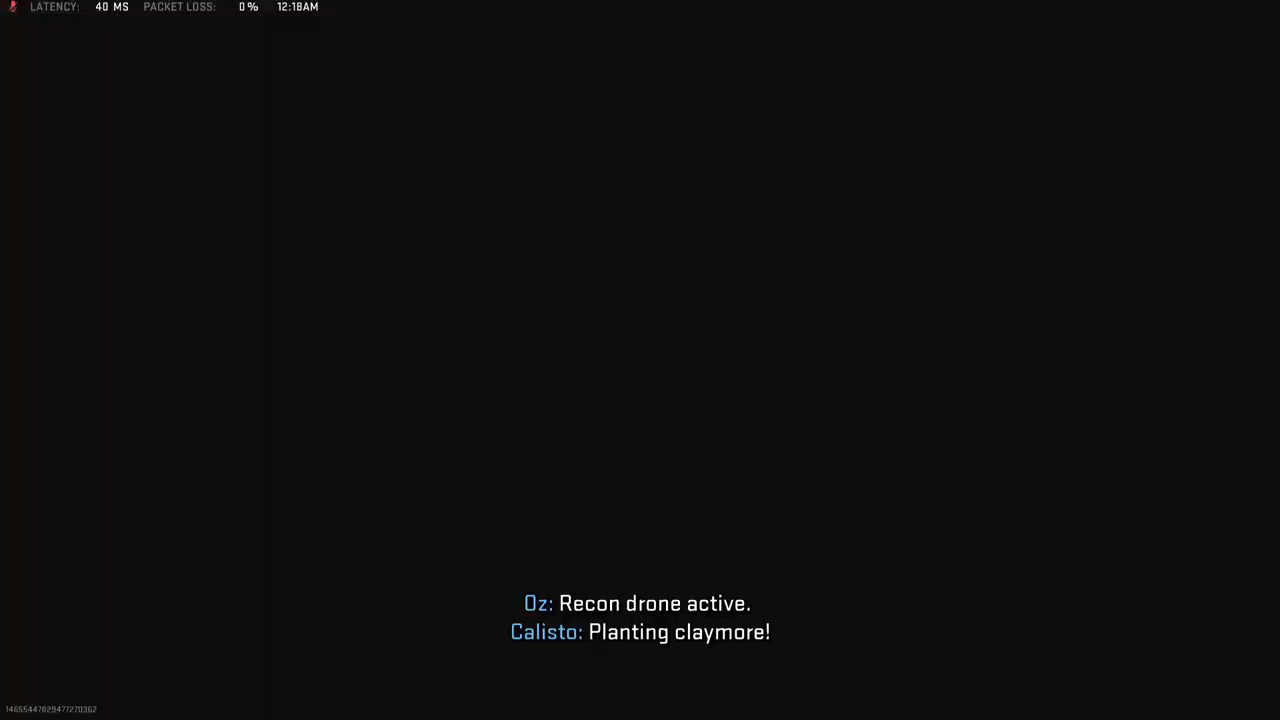 LATENCY: 40 MS PACKET LOSS: 0% 12:18AM
Oz: Recon drone active.
Calisto: Planting claymore!